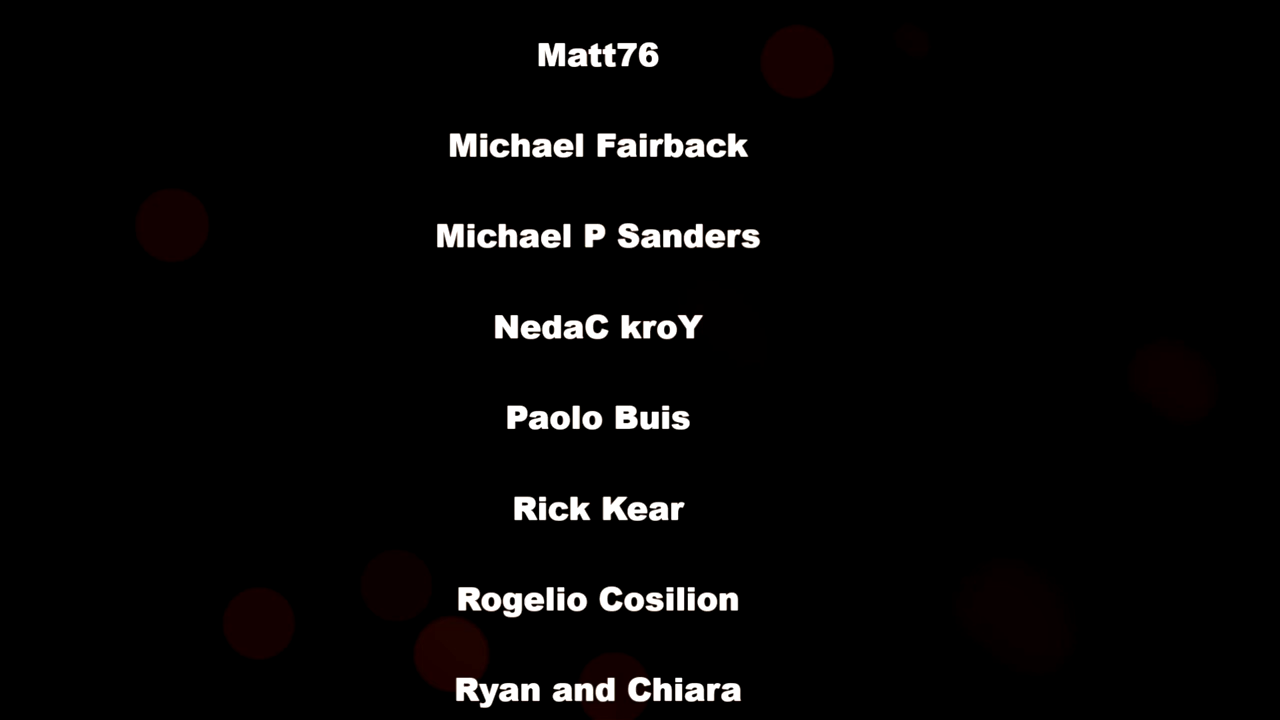 Matt76
Michael Fairback
Michael P Sanders
NedaC kroY
Paolo Buis
Rick Kear
Rogelio Cosilion
Ryan and Chiara